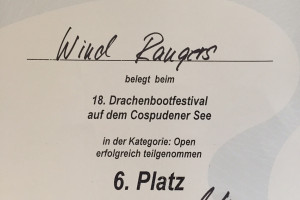 Wind Rangers
belegt beim
18. Drachenbootfestival
auf dem Cospudener See
in der Kategorie: Open
erfolgreich teilgenommen
6. Platz